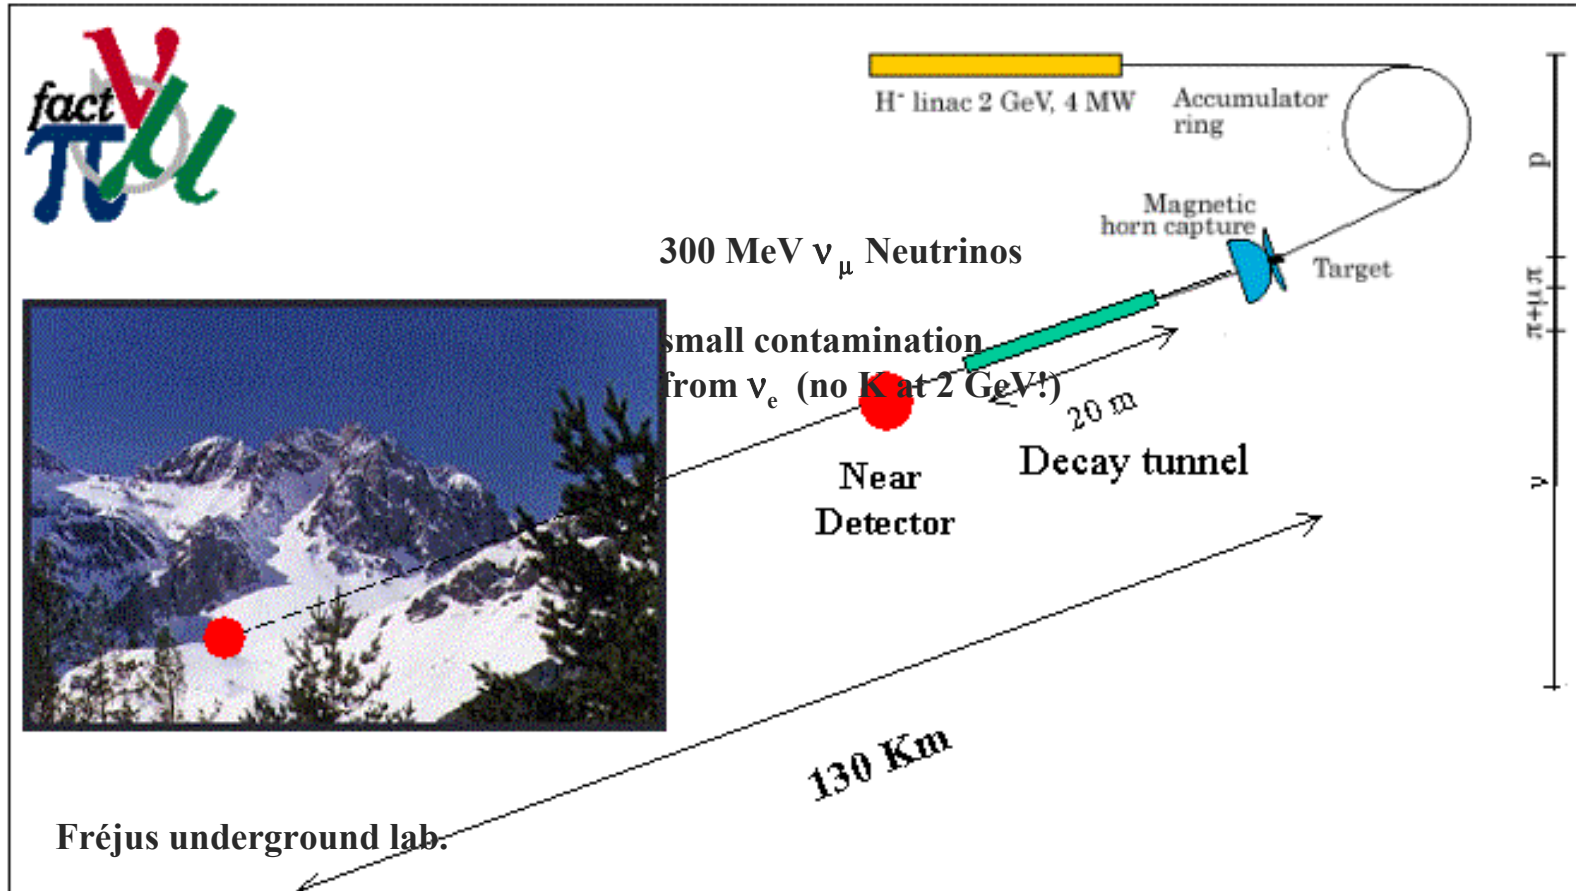 fact
νμπ
H⁻ linac 2 GeV, 4 MW
Accumulator
ring
p
Magnetic
horn capture
Target
π+μ π
300 MeV ν μ Neutrinos
small contamination
from νe (no K at 2 GeV!)
20 m
Decay tunnel
Near
Detector
ν
130 Km
Fréjus underground lab.